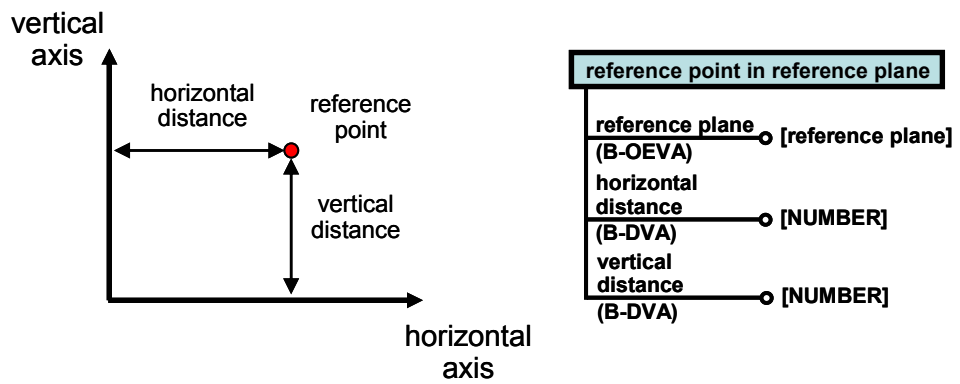 vertical
axis
horizontal
distance
reference
point
vertical
distance
horizontal
axis
reference point in reference plane
reference plane
(B-OEVA)
[reference plane]
horizontal
distance
(B-DVA)
[NUMBER]
vertical
distance
(B-DVA)
[NUMBER]